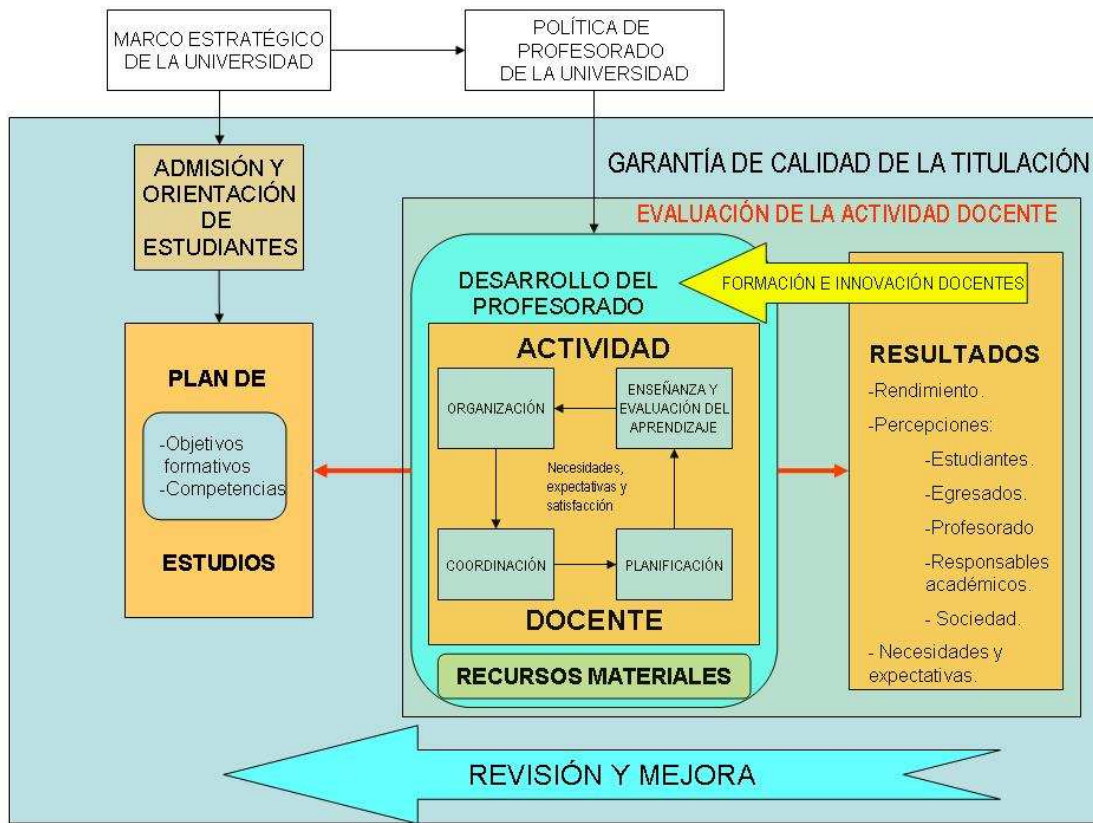 MARCO ESTRATÉGICO
DE LA UNIVERSIDAD
POLÍTICA DE
PROFESORADO
DE LA UNIVERSIDAD
ADMISIÓN Y
ORIENTACIÓN
DE
ESTUDIANTES
GARANTÍA DE CALIDAD DE LA TITULACIÓN
EVALUACIÓN DE LA ACTIVIDAD DOCENTE
DESARROLLO DEL
PROFESORADO
FORMACIÓN E INNOVACIÓN DOCENTES
PLAN DE
-Objetivos
formativos
-Competencias
ESTUDIOS
ACTIVIDAD
ORGANIZACIÓN
ENSEÑANZA Y
EVALUACIÓN DEL
APRENDIZAJE
Necesidades,
expectativas y
satisfacción
COORDINACIÓN
PLANIFICACIÓN
DOCENTE
RECURSOS MATERIALES
RESULTADOS
-Rendimiento.
-Percepciones:
-Estudiantes.
-Egresados.
-Profesorado
-Responsables
académicos.
- Sociedad.
- Necesidades y
expectativas.
REVISIÓN Y MEJORA